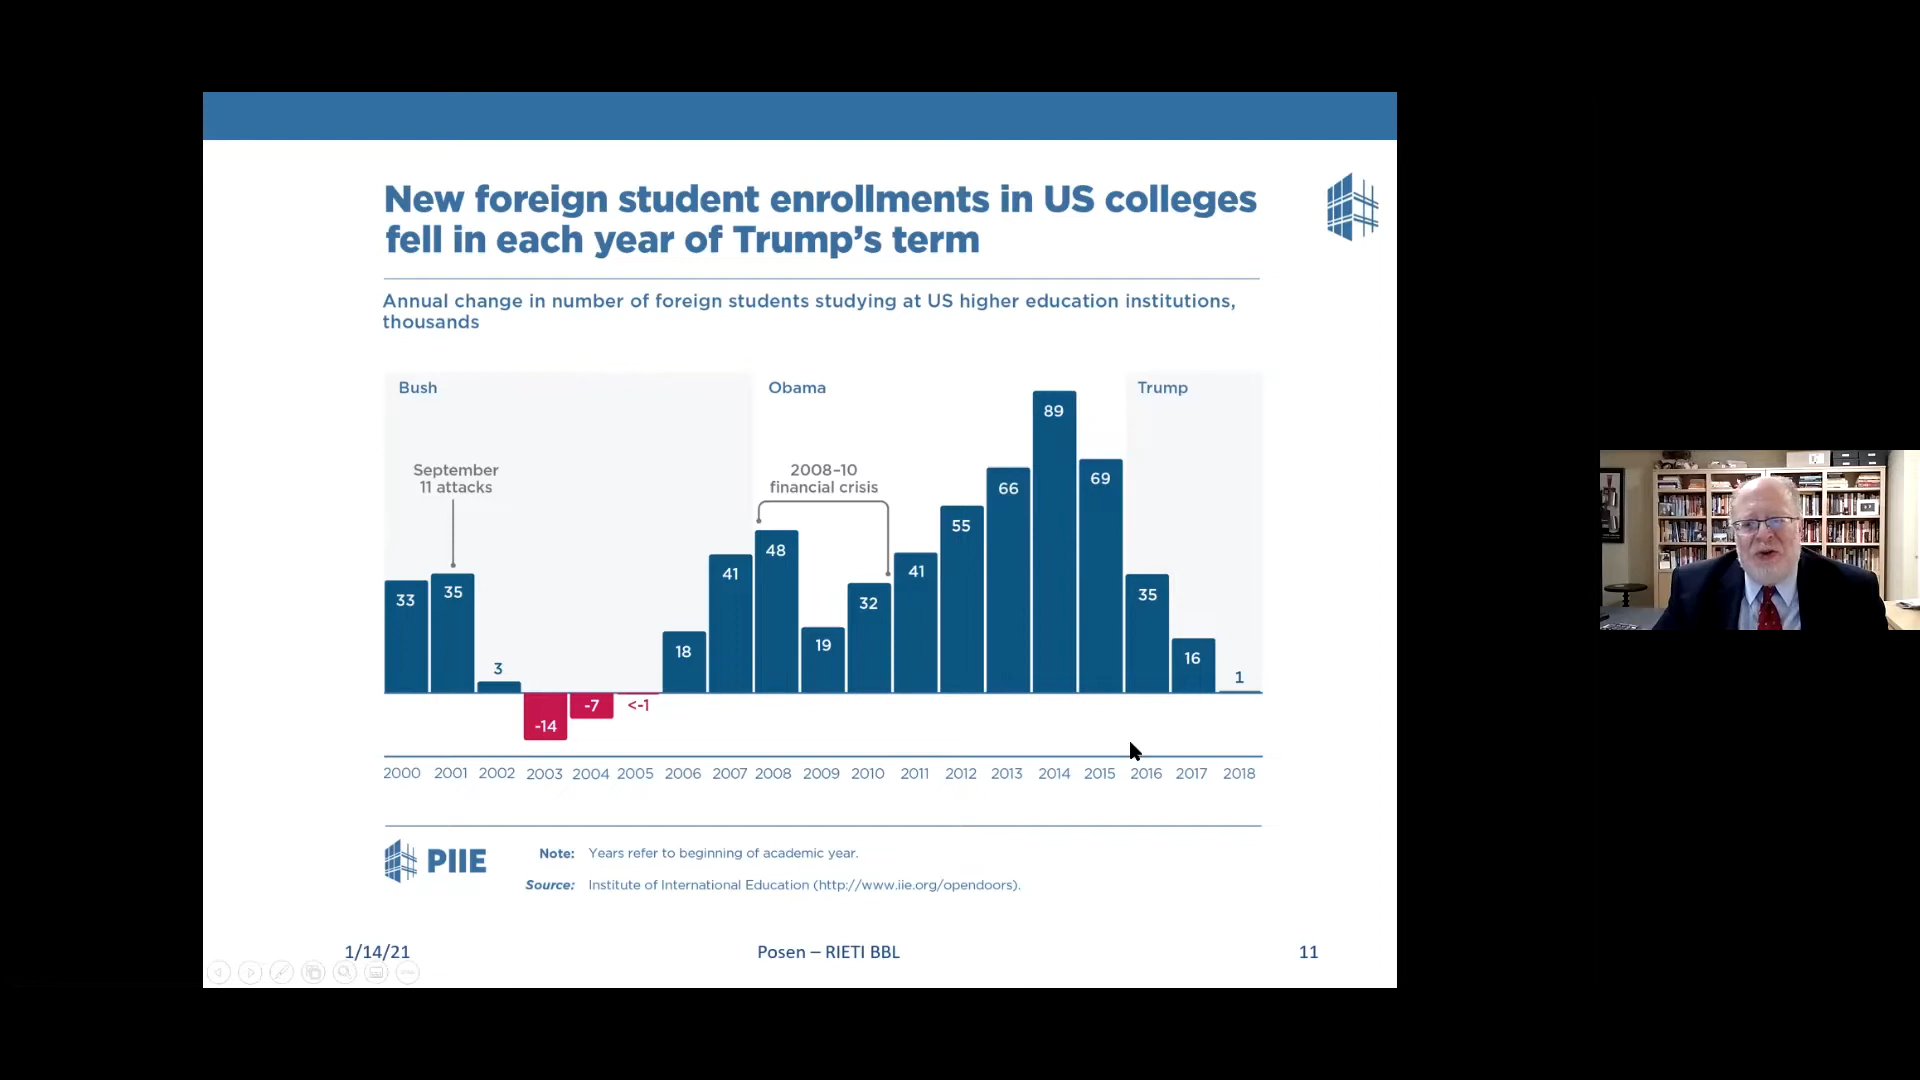 New foreign student enrollments in US colleges
fell in each year of Trump's term
Annual change in number of foreign students studying at US higher education institutions,
thousands
Bush
Obama
Trump
September
11 attacks
2008-10
financial crisis
33
35
3
-14
-7
<-1
18
41
48
19
32
41
55
66
89
69
35
16
1
2000 2001 2002 2003 2004 2005 2006 2007 2008 2009 2010 2011 2012 2013 2014 2015 2016 2017 2018
PIIE
Note: Years refer to beginning of academic year.
Source: Institute of International Education (http://www.iie.org/opendoors).
1/14/21
Posen – RIETI BBL
11